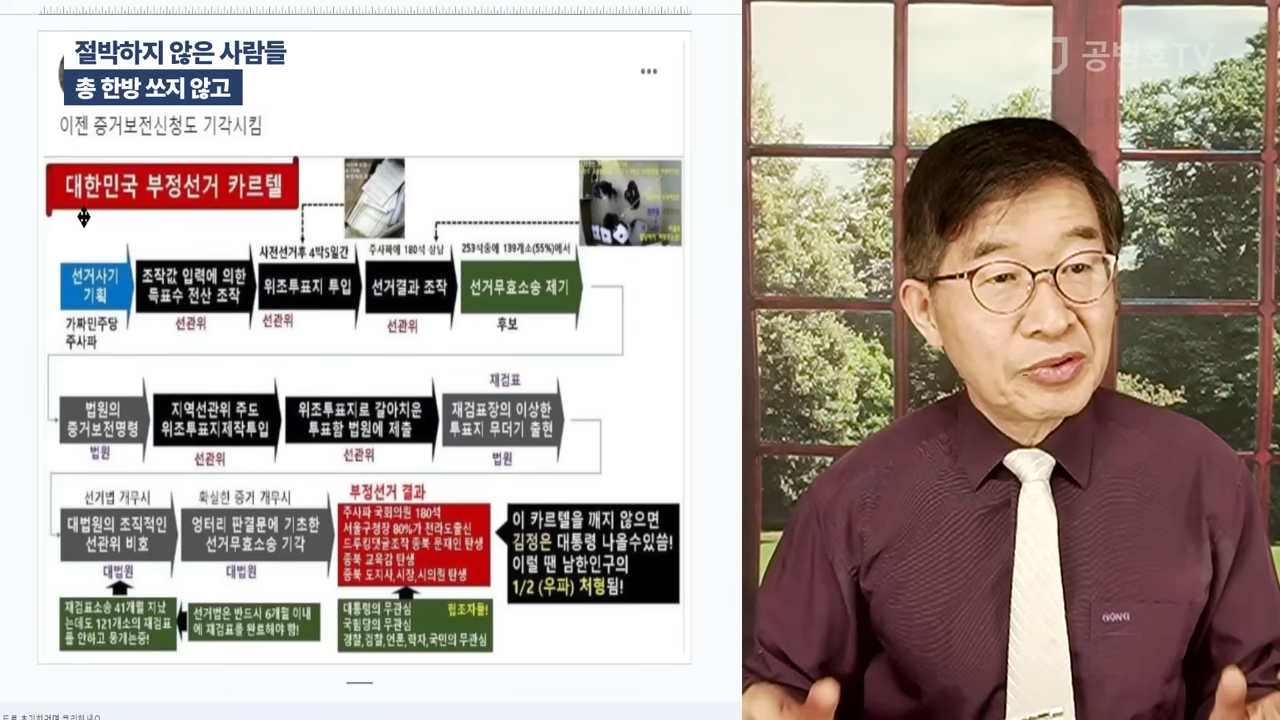 절박하지 않은 사람들
총 한방 쏘지 않고
공병호TV
이젠 증거보전신청도 기각시킴
대한민국 부정선거 카르텔
사전선거후 4박5일간
주사파에 180석 상납
253석중에 139개소(55%)에서
선거사기
기획
조작값 입력에 의한
득표수 전산 조작
위조투표지 투입
선거결과 조작
선거무효소송 제기
가짜민주당
주사파
선관위
선관위
선관위
후보
재검표
법원의
증거보전명령
지역선관위 주도
위조투표지제작투입
위조투표지로 갈아치운
투표함 법원에 제출
재검표장의 이상한
투표지 무더기 출현
법원
선관위
선관위
법원
선거법 개무시
확실한 증거 개무시
부정선거 결과
대법원의 조직적인
선관위 비호
엉터리 판결문에 기초한
선거무효소송 기각
주사파 국회의원 180석
서울구청장 80%가 전라도출신
드루킹댓글조작 종북 문재인 탄생
종북 교육감 탄생
종북 도지사,시장,시의원 탄생
이 카르텔을 깨지 않으면
김정은 대통령 나올수있씀!
이럴 땐 남한인구의
1/2 (우파) 처형됨!
대법원
대법원
재검표소송 41개월 지났
는데도 121개소의 재검표
를 안하고 뭉개는중!
선거법은 반드시 6개월 이내
에 재검표를 완료해야 함!
대통령의 무관심
협조자들!
국힘당의 무관심
경찰,검찰,언론,학자,국민의 무관심
GONG